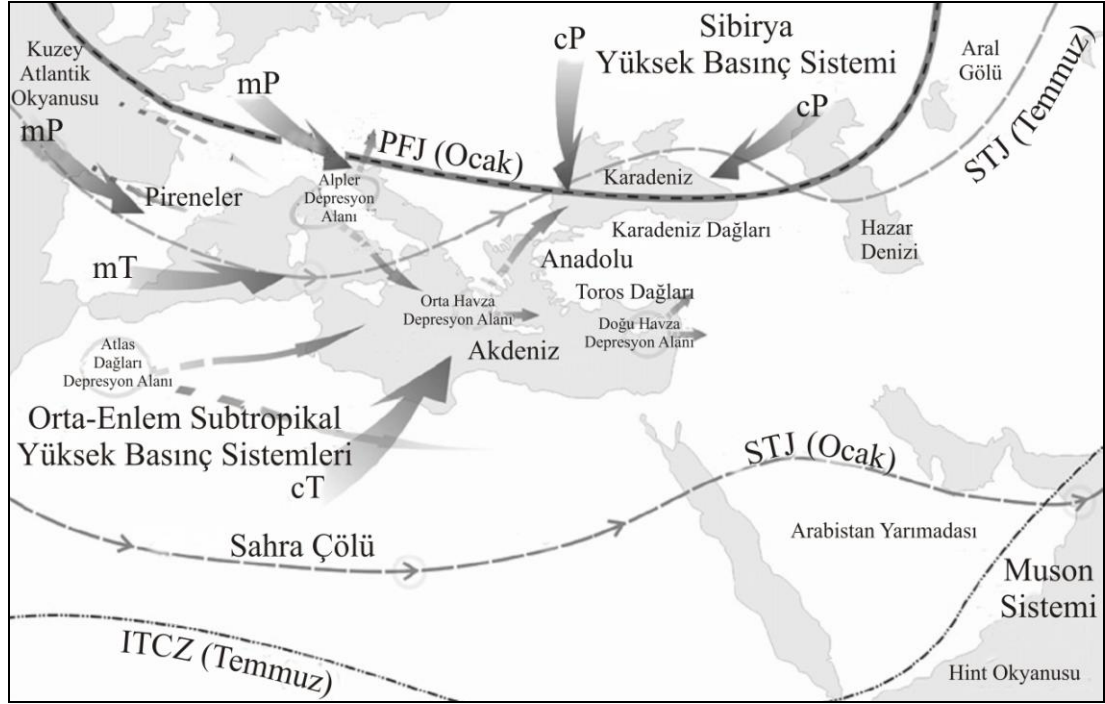 Kuzey
Atlantik
Okyanusu
mP
mP
cP
Sibirya
Yüksek Basınç Sistemi
cP
Aral
Gölü
STJ (Temmuz)
PFJ (Ocak)
Pireneler
Alpler
Depresyon
Alanı
Karadeniz
Karadeniz Dağları
Hazar
Denizi
mT
Anadolu
Toros Dağları
Orta Havza
Depresyon Alanı
Doğu Havza
Depresyon Alanı
Atlas
Dağları
Depresyon Alanı
Akdeniz
Orta-Enlem Subtropikal
Yüksek Basınç Sistemleri
cT
STJ (Ocak)
Sahra Çölü
Arabistan Yarımadası
Muson
Sistemi
ITCZ (Temmuz)
Hint Okyanusu